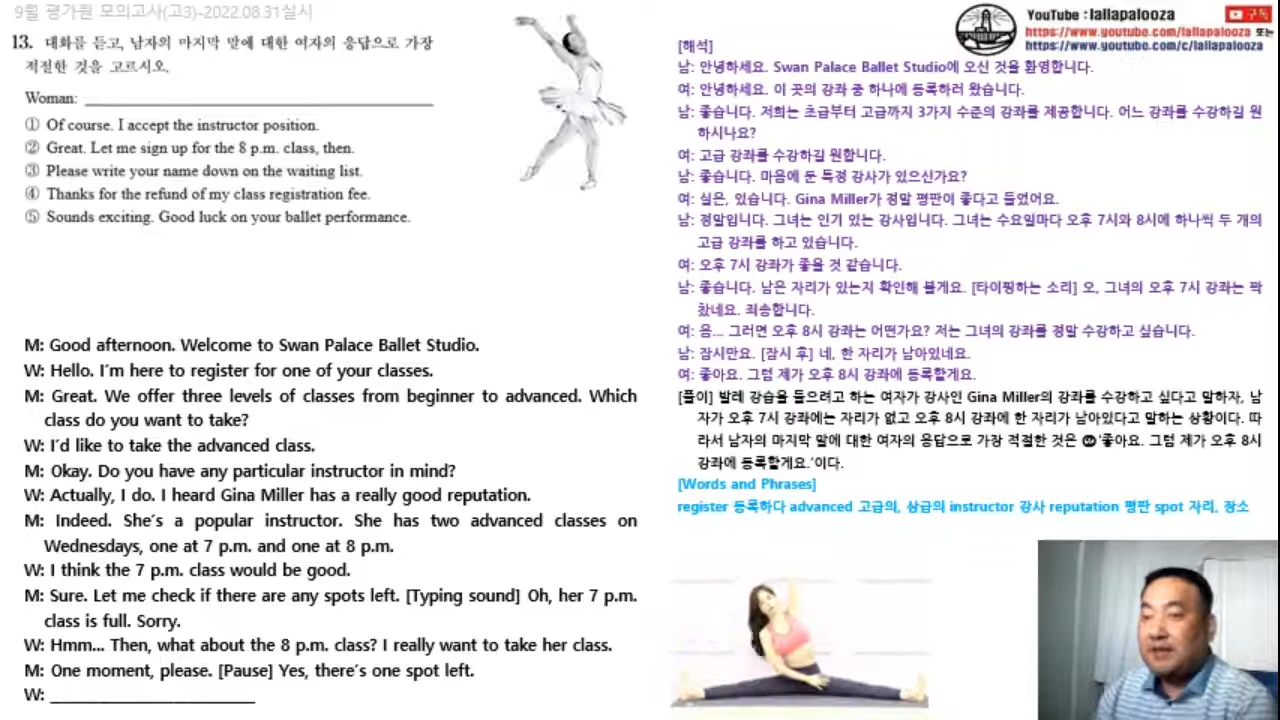 9월 평가원 모의고사(고3)-2022.08.31실시
13. 대화를 듣고, 남자의 마지막 말에 대한 여자의 응답으로 가장
적절한 것을 고르시오.
Woman:
① Of course. I accept the instructor position.
② Great. Let me sign up for the 8 p.m. class, then.
③ Please write your name down on the waiting list.
④ Thanks for the refund of my class registration fee.
⑤ Sounds exciting. Good luck on your ballet performance.
M: Good afternoon. Welcome to Swan Palace Ballet Studio.
W: Hello. I'm here to register for one of your classes.
M: Great. We offer three levels of classes from beginner to advanced. Which
class do you want to take?
W: I'd like to take the advanced class.
M: Okay. Do you have any particular instructor in mind?
W: Actually, I do. I heard Gina Miller has a really good reputation.
M: Indeed. She's a popular instructor. She has two advanced classes on
Wednesdays, one at 7 p.m. and one at 8 p.m.
W: I think the 7 p.m. class would be good.
M: Sure. Let me check if there are any spots left. [Typing sound] Oh, her 7 p.m.
class is full. Sorry.
W: Hmm... Then, what about the 8 p.m. class? I really want to take her class.
M: One moment, please. [Pause] Yes, there's one spot left.
W:
YouTube : lallapalooza
구독
https://www.youtube.com/lallapalooza 또는
https://www.youtube.com/c/lallapalooza
[해석]
남: 안녕하세요. Swan Palace Ballet Studio에 오신 것을 환영합니다.
여: 안녕하세요. 이 곳의 강좌 중 하나에 등록하러 왔습니다.
남: 좋습니다. 저희는 초급부터 고급까지 3가지 수준의 강좌를 제공합니다. 어느 강좌를 수강하길 원
하시나요?
여: 고급 강좌를 수강하길 원합니다.
남: 좋습니다. 마음에 둔 특정 강사가 있으신가요?
여: 실은, 있습니다. Gina Miller가 정말 평판이 좋다고 들었어요.
남: 정말입니다. 그녀는 인기 있는 강사입니다. 그녀는 수요일마다 오후 7시와 8시에 하나씩 두 개의
고급 강좌를 하고 있습니다.
여: 오후 7시 강좌가 좋을 것 같습니다.
남: 좋습니다. 남은 자리가 있는지 확인해 볼게요. [타이핑하는 소리] 오, 그녀의 오후 7시 강좌는 꽉
찼네요. 죄송합니다.
여: 음... 그러면 오후 8시 강좌는 어떤가요? 저는 그녀의 강좌를 정말 수강하고 싶습니다.
남: 잠시만요. [잠시 후] 네, 한 자리가 남아있네요.
여: 좋아요. 그럼 제가 오후 8시 강좌에 등록할게요.
[풀이] 발레 강습을 들으려고 하는 여자가 강사인 Gina Miller의 강좌를 수강하고 싶다고 말하자, 남
자가 오후 7시 강좌에는 자리가 없고 오후 8시 강좌에 한 자리가 남아있다고 말하는 상황이다. 따
라서 남자의 마지막 말에 대한 여자의 응답으로 가장 적절한 것은 ②'좋아요. 그럼 제가 오후 8시
강좌에 등록할게요.'이다.
[Words and Phrases]
register 등록하다 advanced 고급의, 상급의 instructor 강사 reputation 평판 spot 자리, 장소